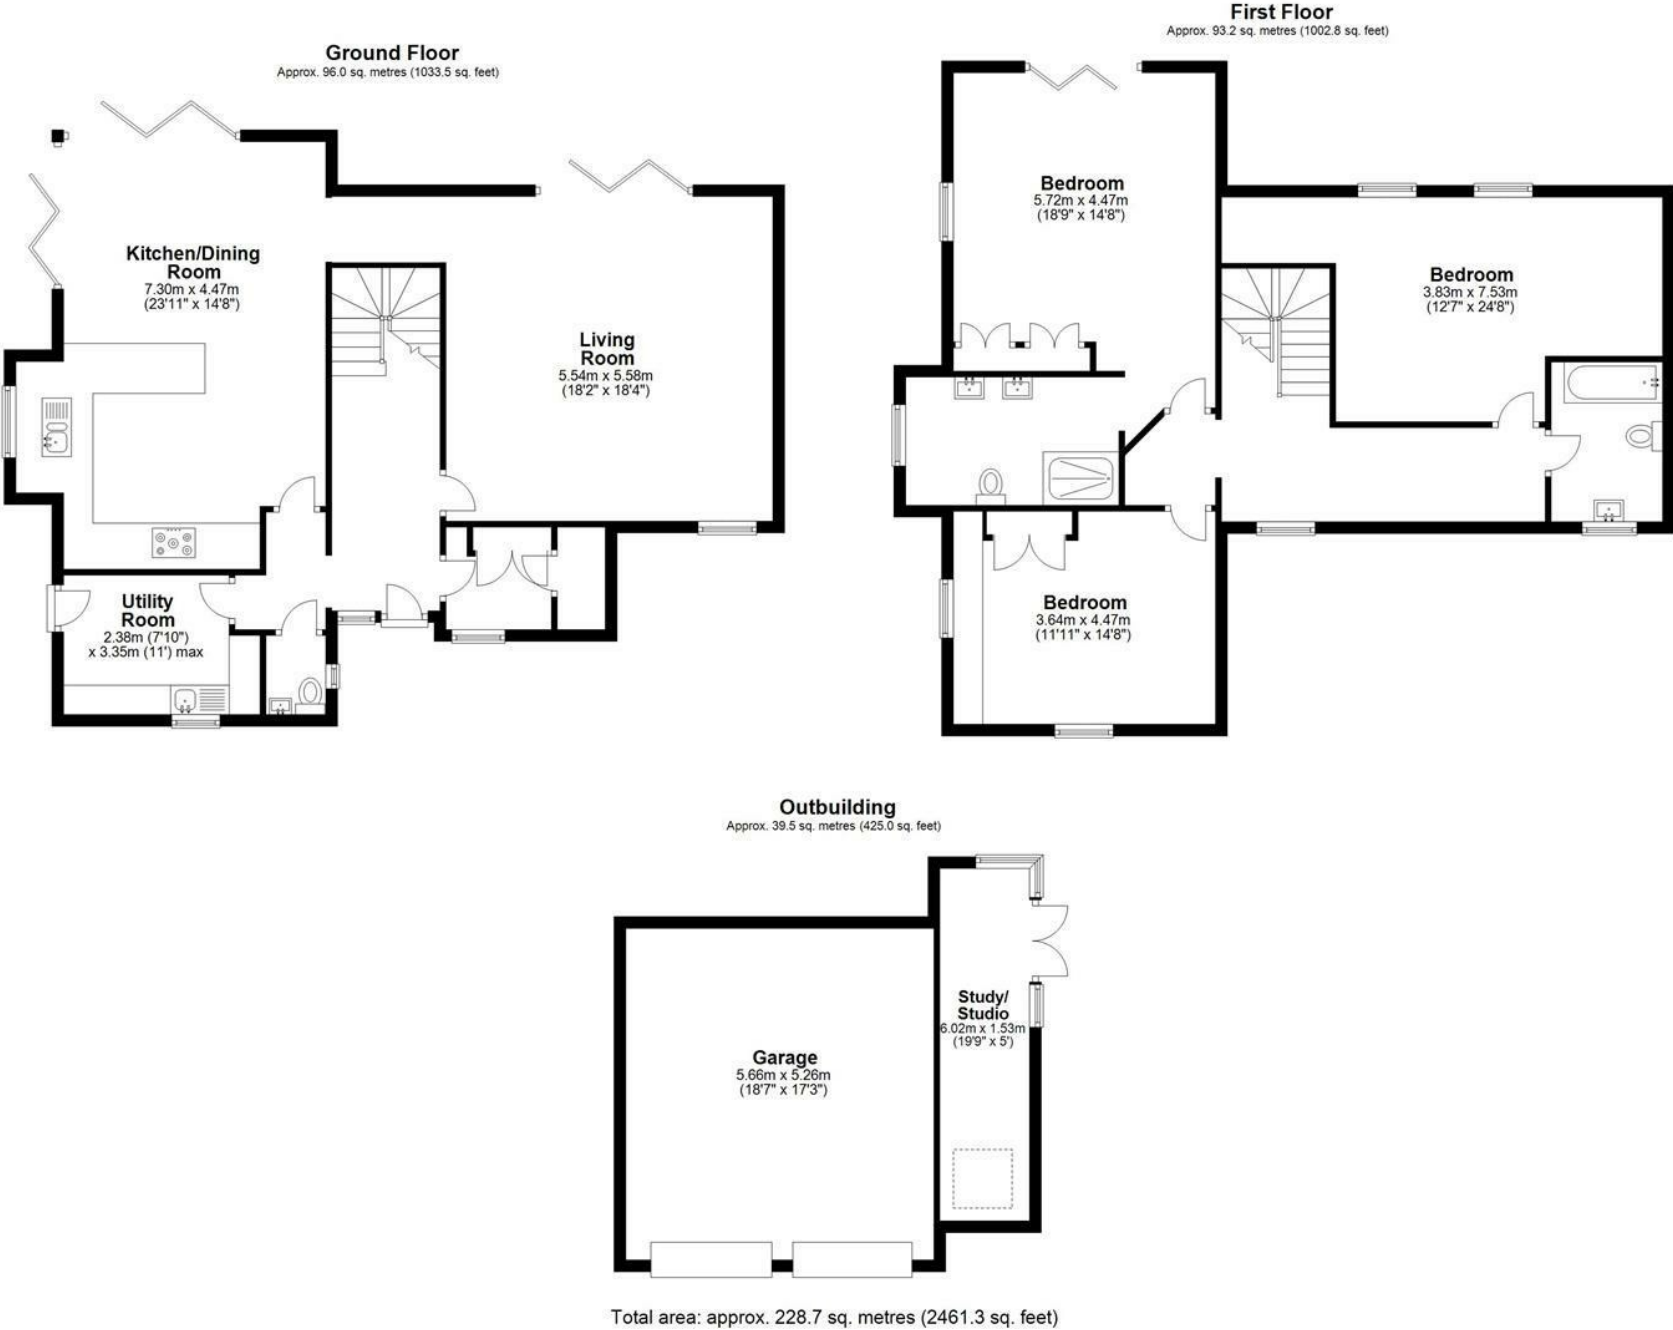 Ground Floor
Approx. 96.0 sq. metres (1033.5 sq. feet)
Kitchen/Dining
Room
7.30m x 4.47m
(23'11" x 14'8")
Living
Room
5.54m x 5.58m
(18'2" x 18'4")
Utility
Room
2.38m (7'10")
x 3.35m (11') max
First Floor
Approx. 93.2 sq. metres (1002.8 sq. feet)
Bedroom
5.72m x 4.47m
(18'9" x 14'8")
Bedroom
3.83m x 7.53m
(12'7" x 24'8")
Bedroom
3.64m x 4.47m
(11'11" x 14'8")
Outbuilding
Approx. 39.5 sq. metres (425.0 sq. feet)
Study/
Studio
6.02m x 1.53m
(19'9" x 5')
Garage
5.66m x 5.26m
(18'7" x 17'3")
Total area: approx. 228.7 sq. metres (2461.3 sq. feet)